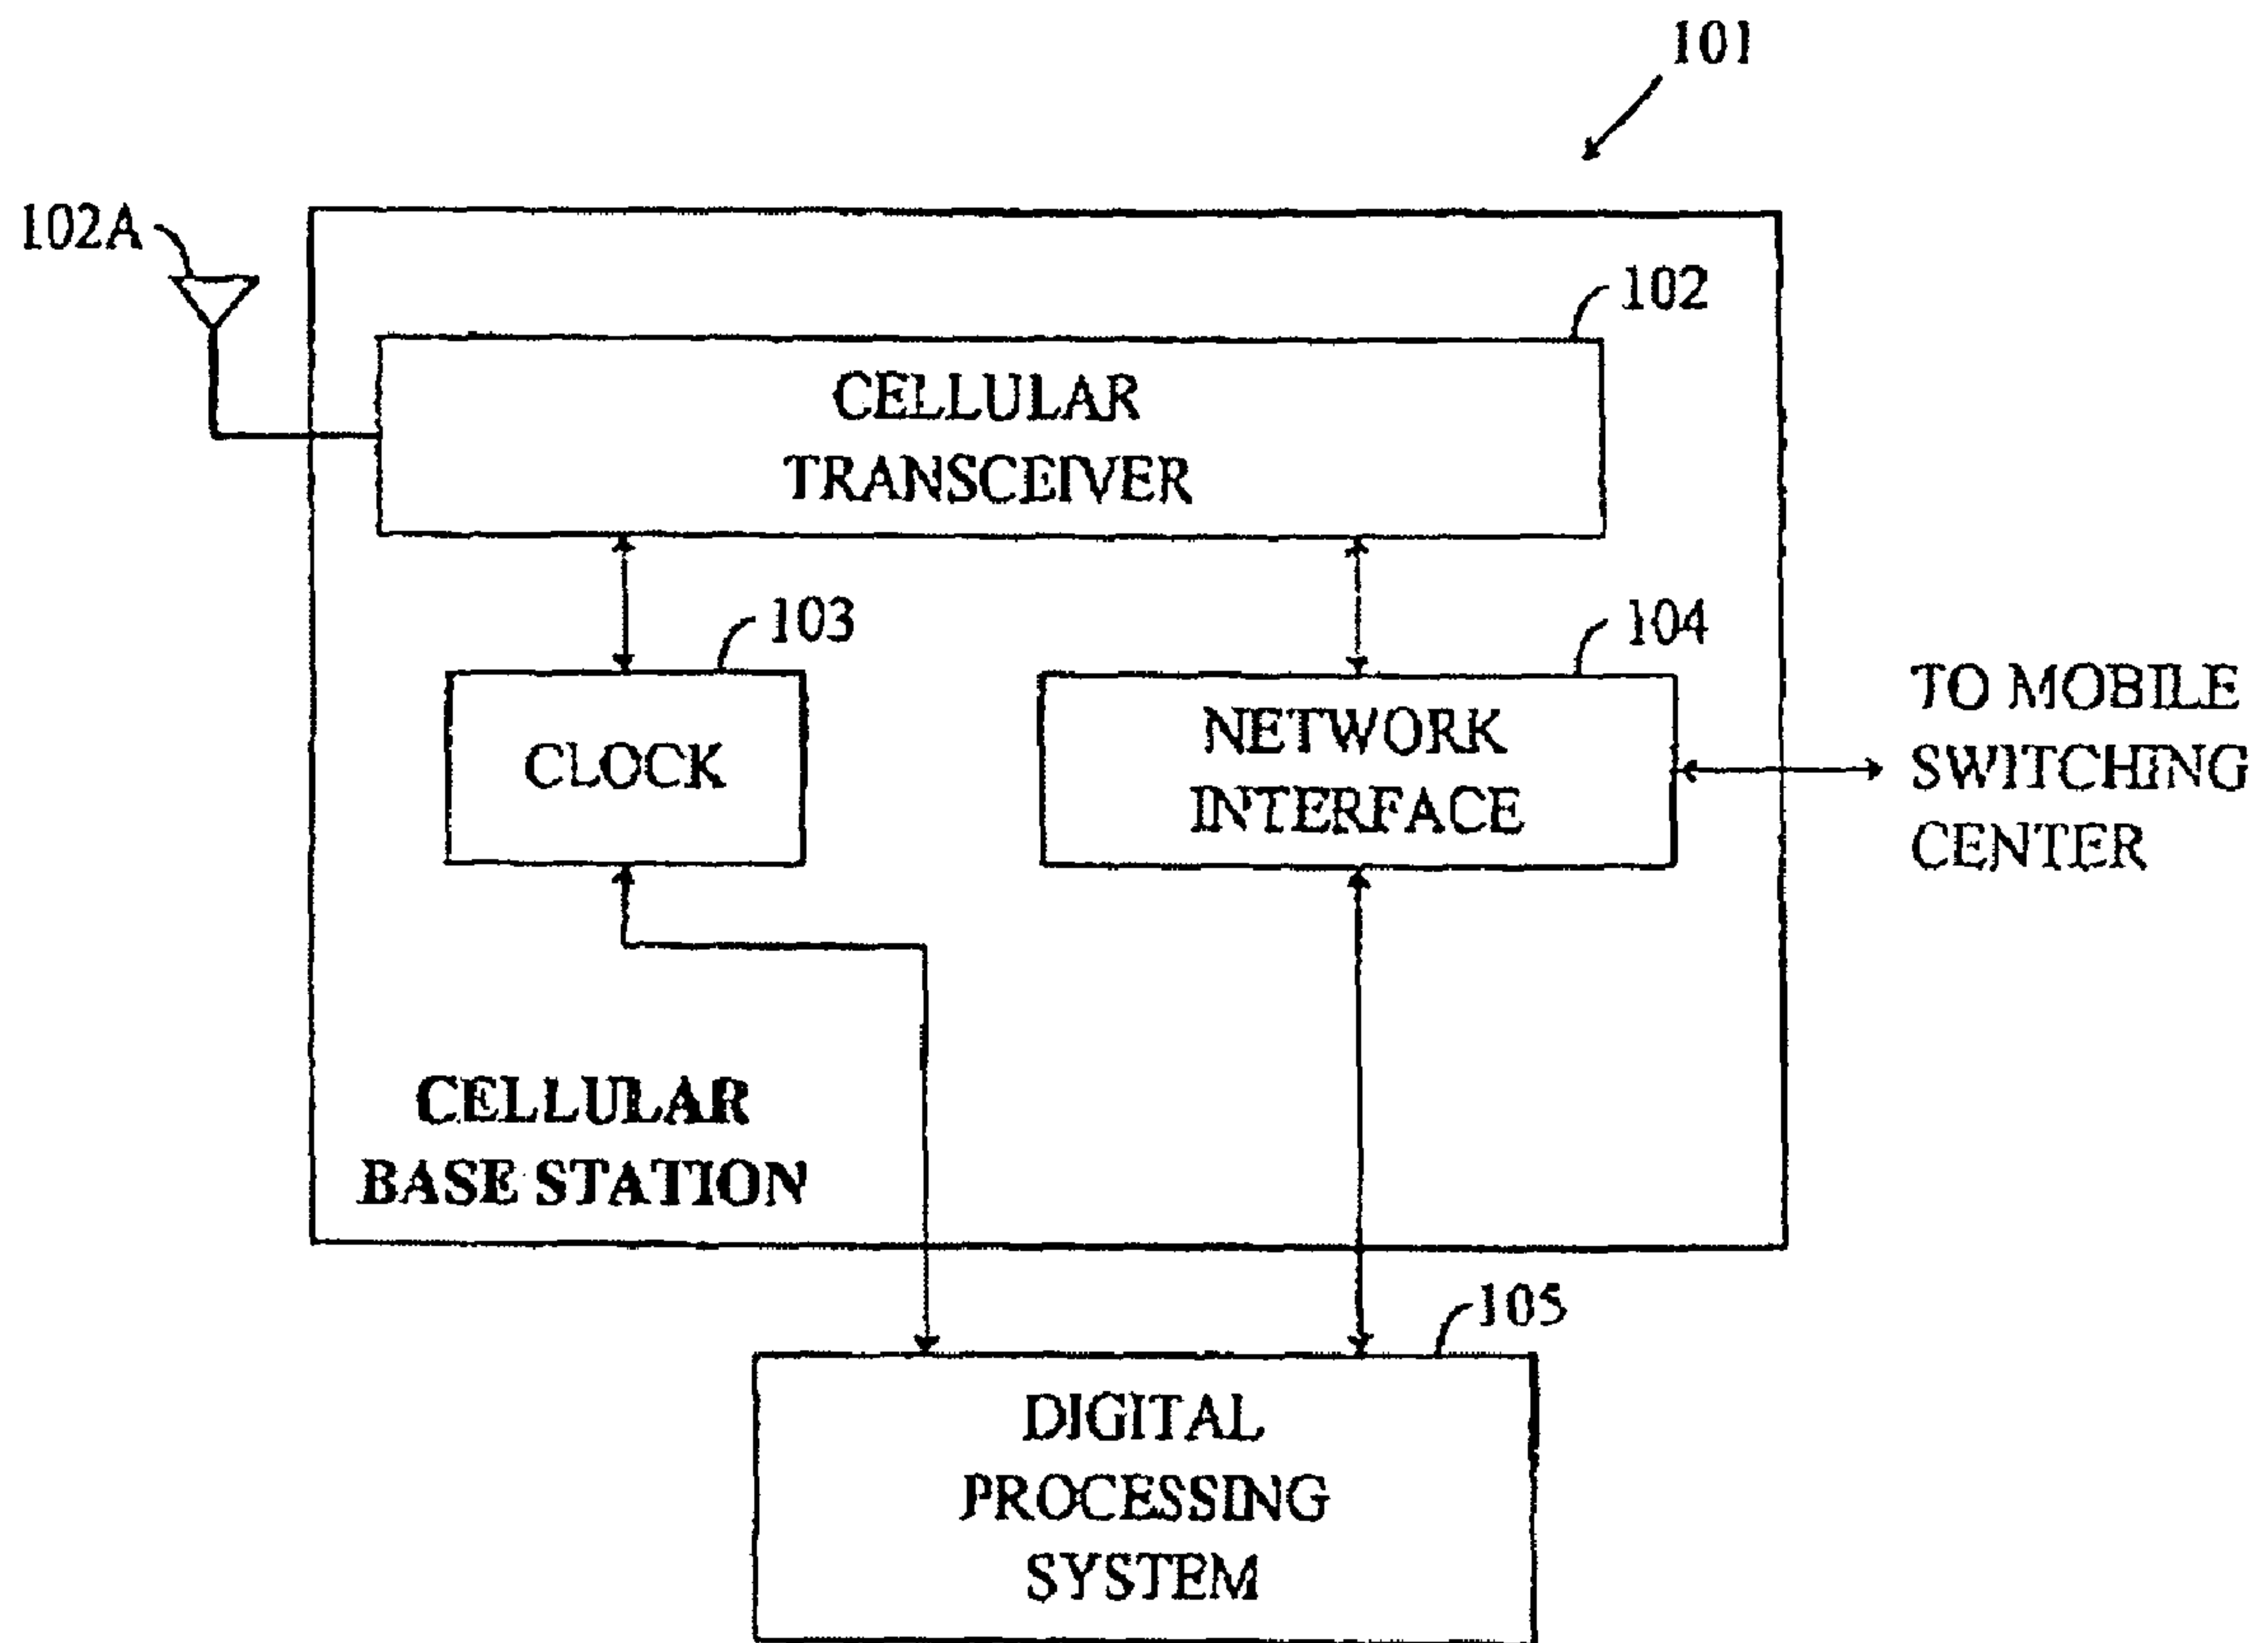 101
102A
102
CELLULAR
TRANSCEIVER
103
104
CLOCK
NETWORK
INTERFACE
TO MOBILE
SWITCHING
CENTER
CELLULAR
BASE STATION
105
DIGITAL
PROCESSING
SYSTEM